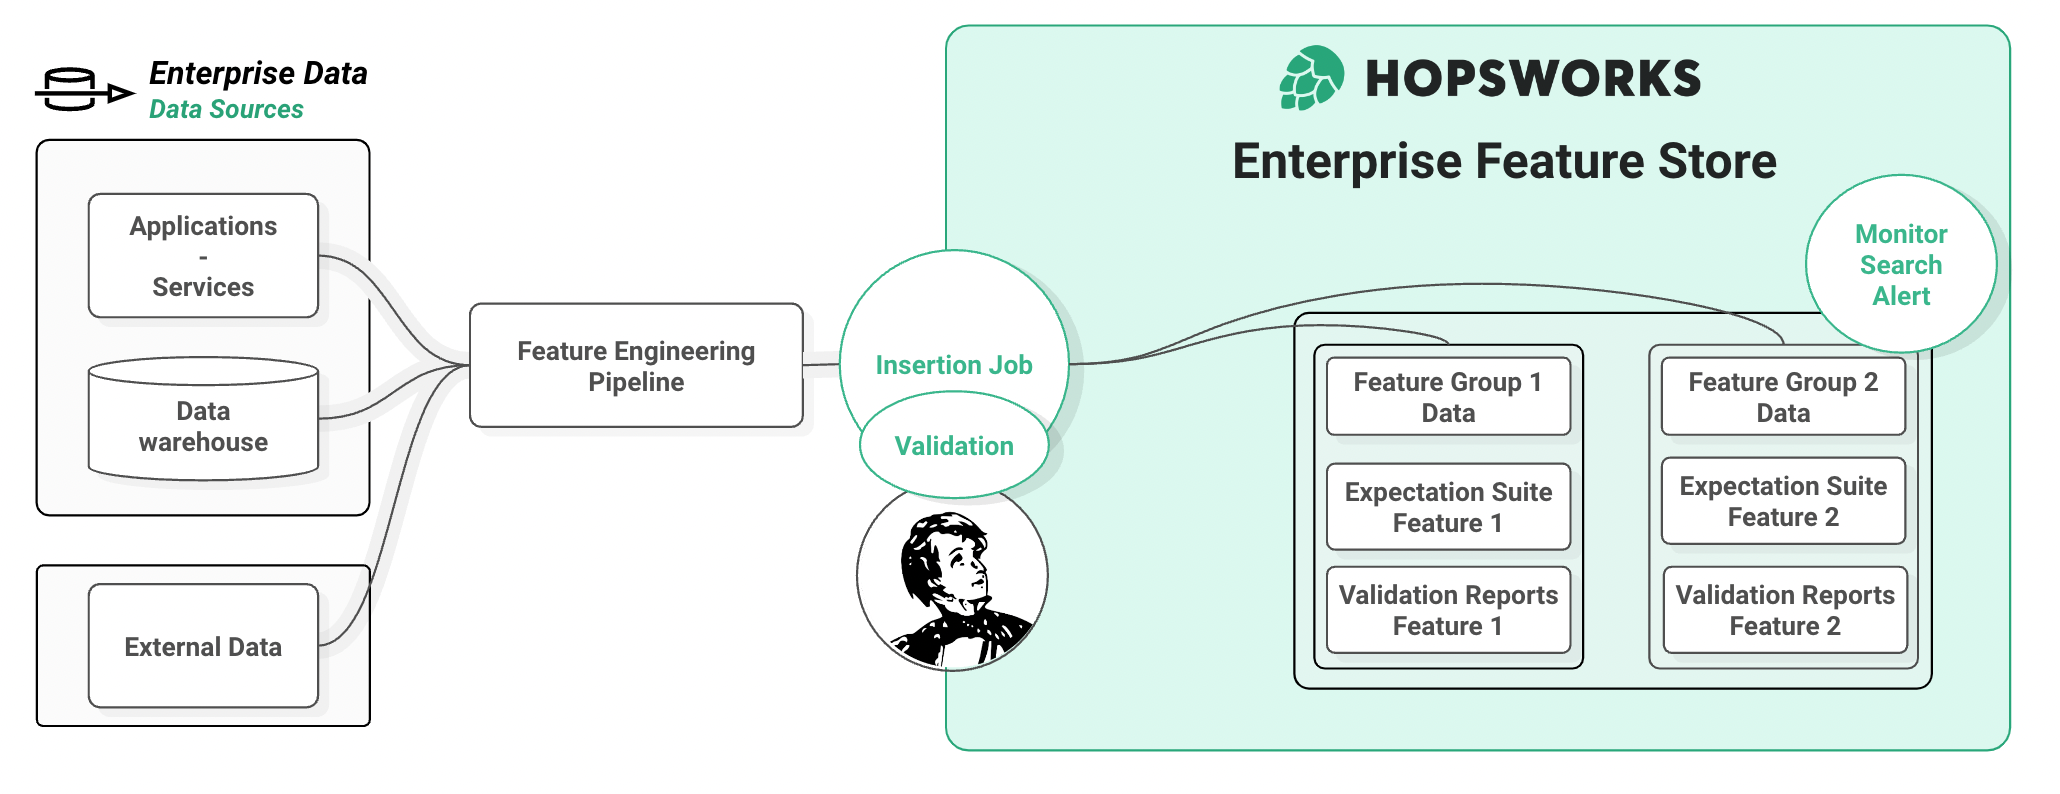 Enterprise Data
Data Sources
Applications
-
Services
Data
warehouse
External Data
Feature Engineering
Pipeline
Insertion Job
Validation
HOPSWORKS
Enterprise Feature Store
Monitor
Search
Alert
Feature Group 1
Data
Expectation Suite
Feature 1
Validation Reports
Feature 1
Feature Group 2
Data
Expectation Suite
Feature 2
Validation Reports
Feature 2